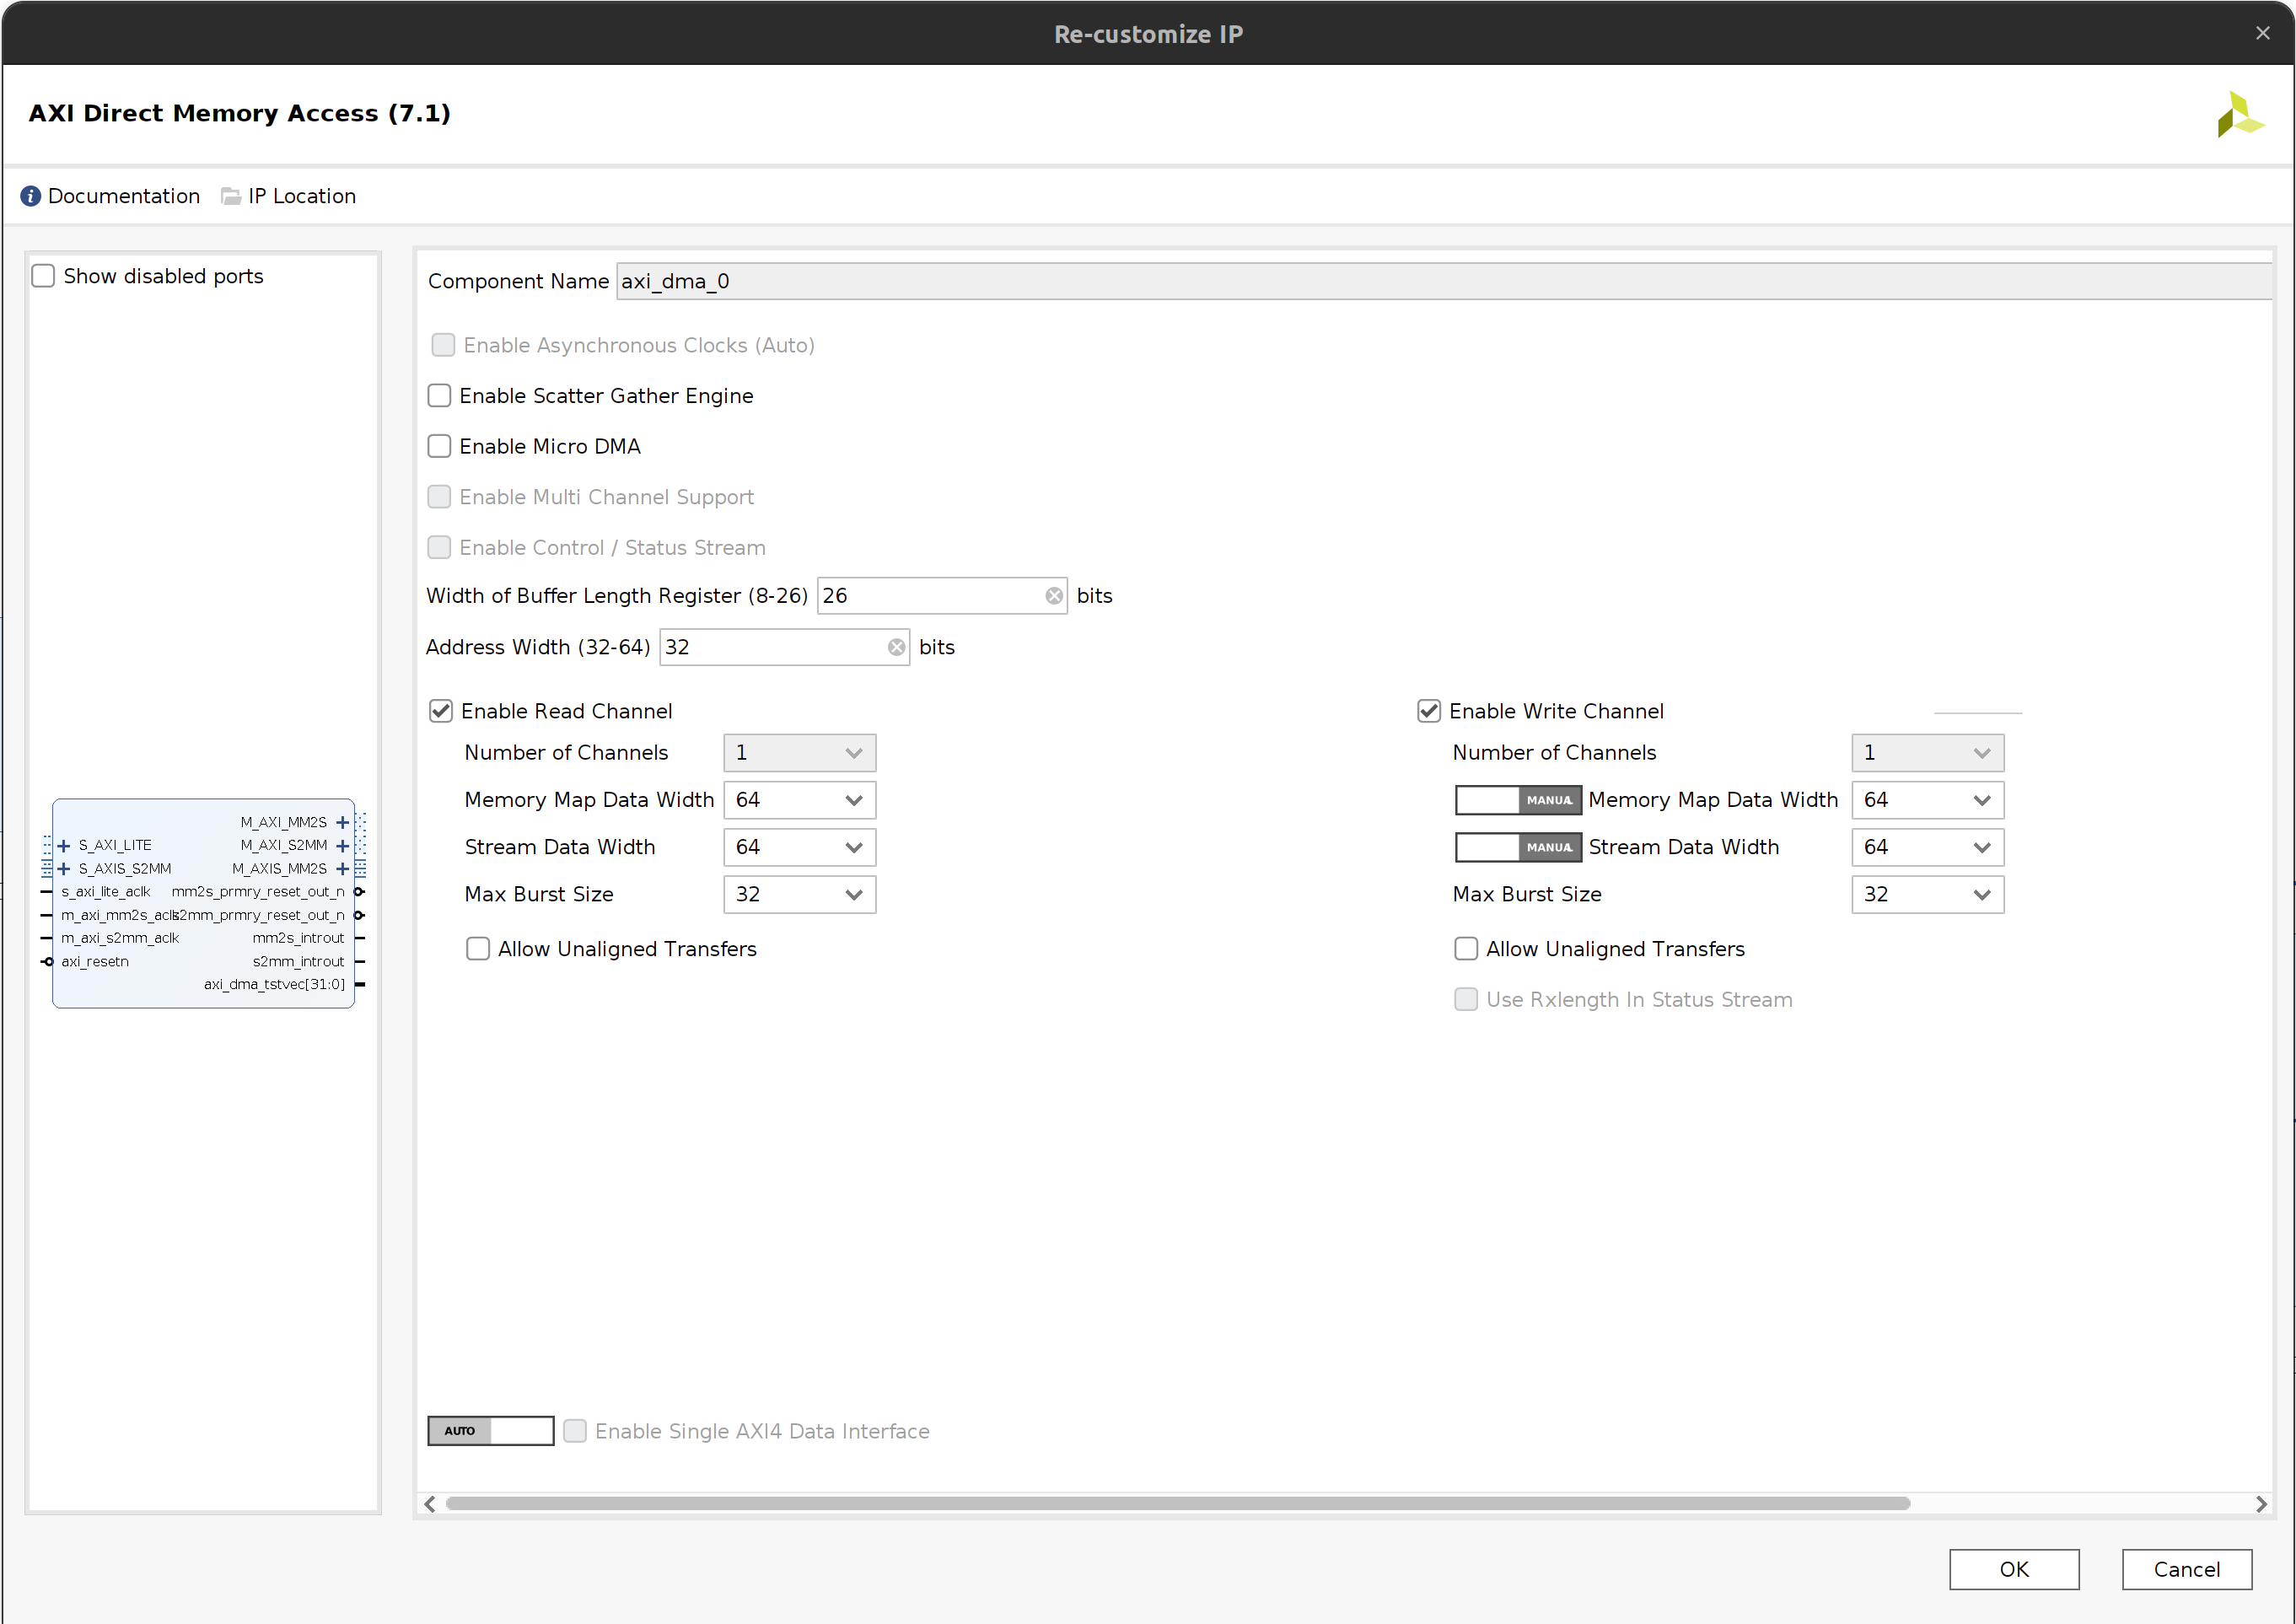 Re-customize IP
AXI Direct Memory Access (7.1)
Documentation IP Location
Show disabled ports
M_AXI_MM2S
S_AXI_LITE M_AXI_S2MM
S_AXIS_S2MM M_AXIS_MM2S
s_axi_lite_aclk mm2s_prmry_reset_out_n
m_axi_mm2s_aclk s2mm_prmry_reset_out_n
m_axi_s2mm_aclk mm2s_introut
axi_resetn s2mm_introut
axi_dma_tstvec[31:0]
Component Name axi_dma_0
Enable Asynchronous Clocks (Auto)
Enable Scatter Gather Engine
Enable Micro DMA
Enable Multi Channel Support
Enable Control / Status Stream
Width of Buffer Length Register (8-26) 26 bits
Address Width (32-64) 32 bits
Enable Read Channel
Number of Channels 1
Memory Map Data Width 64
Stream Data Width 64
Max Burst Size 32
Allow Unaligned Transfers
Enable Write Channel
Number of Channels 1
MANUAL Memory Map Data Width 64
MANUAL Stream Data Width 64
Max Burst Size 32
Allow Unaligned Transfers
Use Rxlength In Status Stream
AUTO Enable Single AXI4 Data Interface
OK Cancel